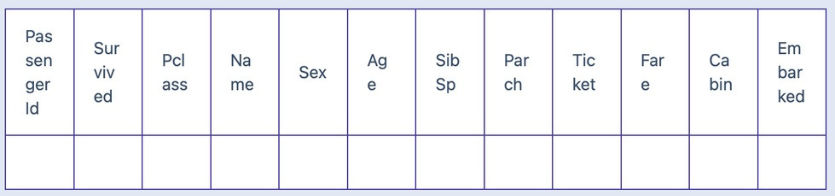 Pas
sen
ger
Id
Sur
viv
ed
Pcl
ass
Na
me
Sex
Ag
e
Sib
Sp
Par
ch
Tic
ket
Far
e
Ca
bin
Em
bar
ked